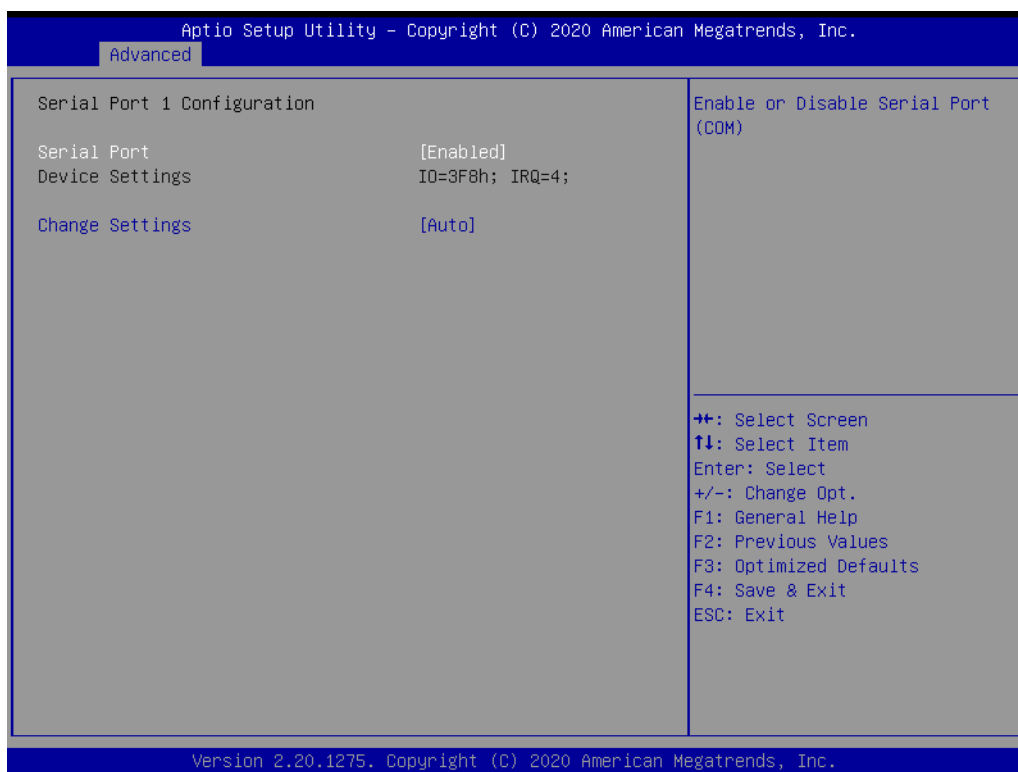 Aptio Setup Utility – Copyright (C) 2020 American Megatrends, Inc.
Advanced
Serial Port 1 Configuration
Serial Port [Enabled]
Device Settings IO=3F8h; IRQ=4;
Change Settings [Auto]
Enable or Disable Serial Port
(COM)
→←: Select Screen
↑↓: Select Item
Enter: Select
+/-: Change Opt.
F1: General Help
F2: Previous Values
F3: Optimized Defaults
F4: Save & Exit
ESC: Exit
Version 2.20.1275. Copyright (C) 2020 American Megatrends, Inc.